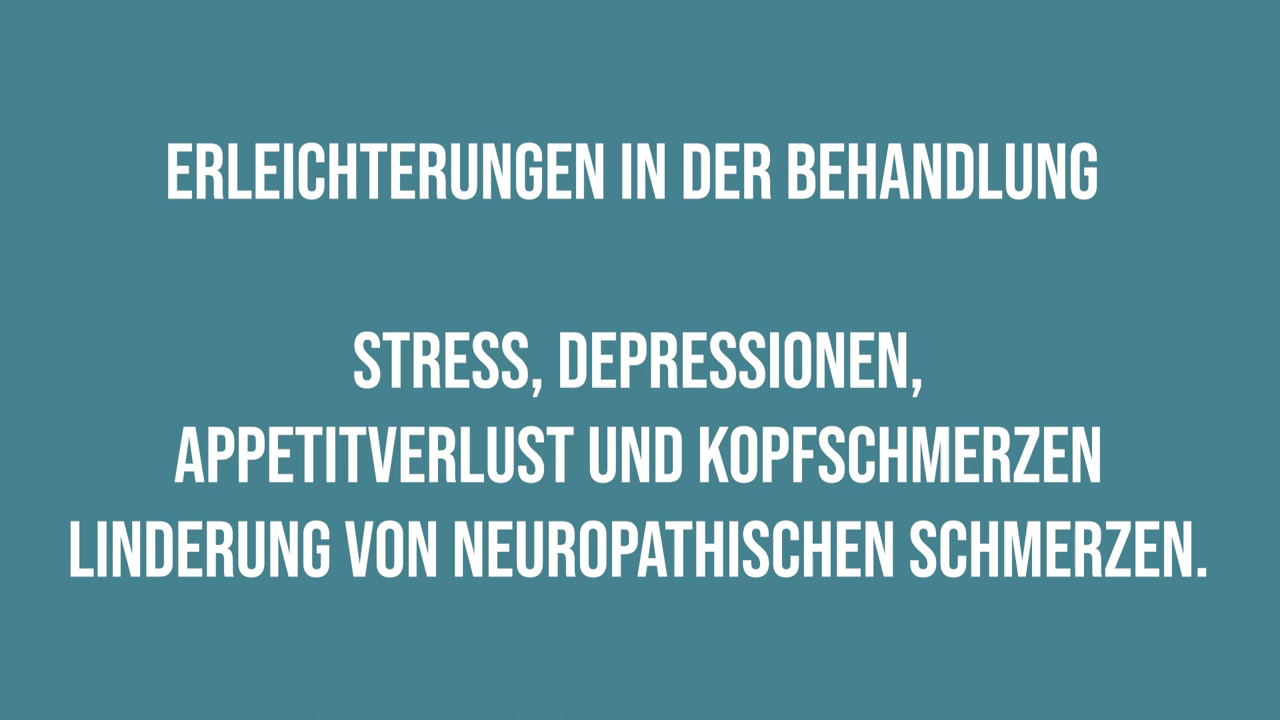 ERLEICHTERUNGEN IN DER BEHANDLUNG
STRESS, DEPRESSIONEN,
APPETITVERLUST UND KOPFSCHMERZEN
LINDERUNG VON NEUROPATHISCHEN SCHMERZEN.